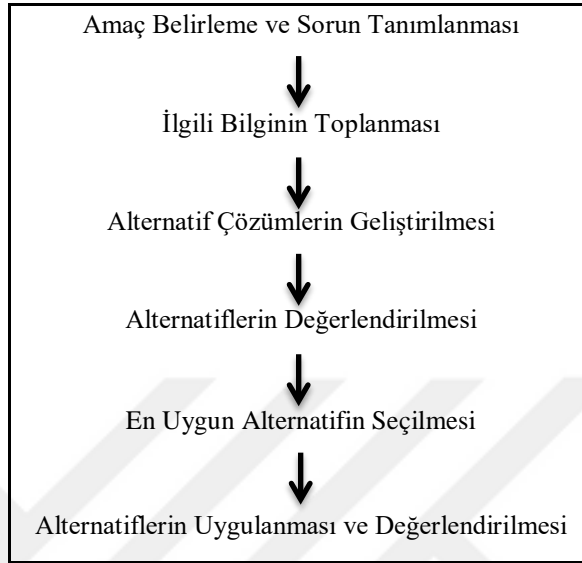 Amaç Belirleme ve Sorun Tanımlanması
İlgili Bilginin Toplanması
Alternatif Çözümlerin Geliştirilmesi
Alternatiflerin Değerlendirilmesi
En Uygun Alternatifin Seçilmesi
Alternatiflerin Uygulanması ve Değerlendirilmesi